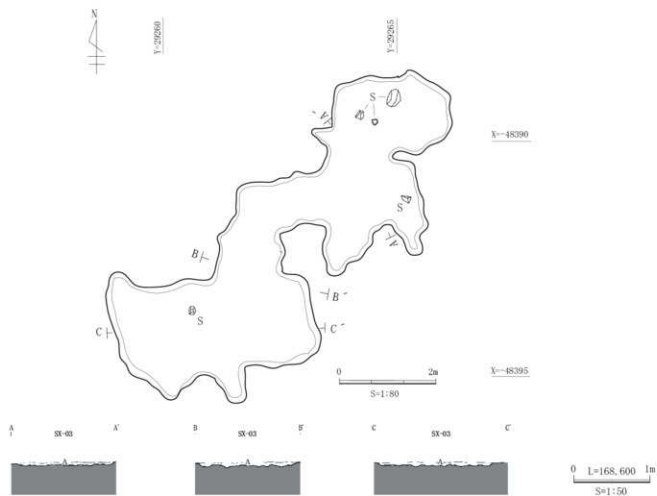 N
Y=29260
Y=29265
S
A´
X=-48390
S
A
B
B´
C
S
C´
0 2m
S=1:80
X=-48395
A SX-03 A´
B SX-03 B´
C SX-03 C´
A
A
A
0 L=168,600 1m
S=1:50